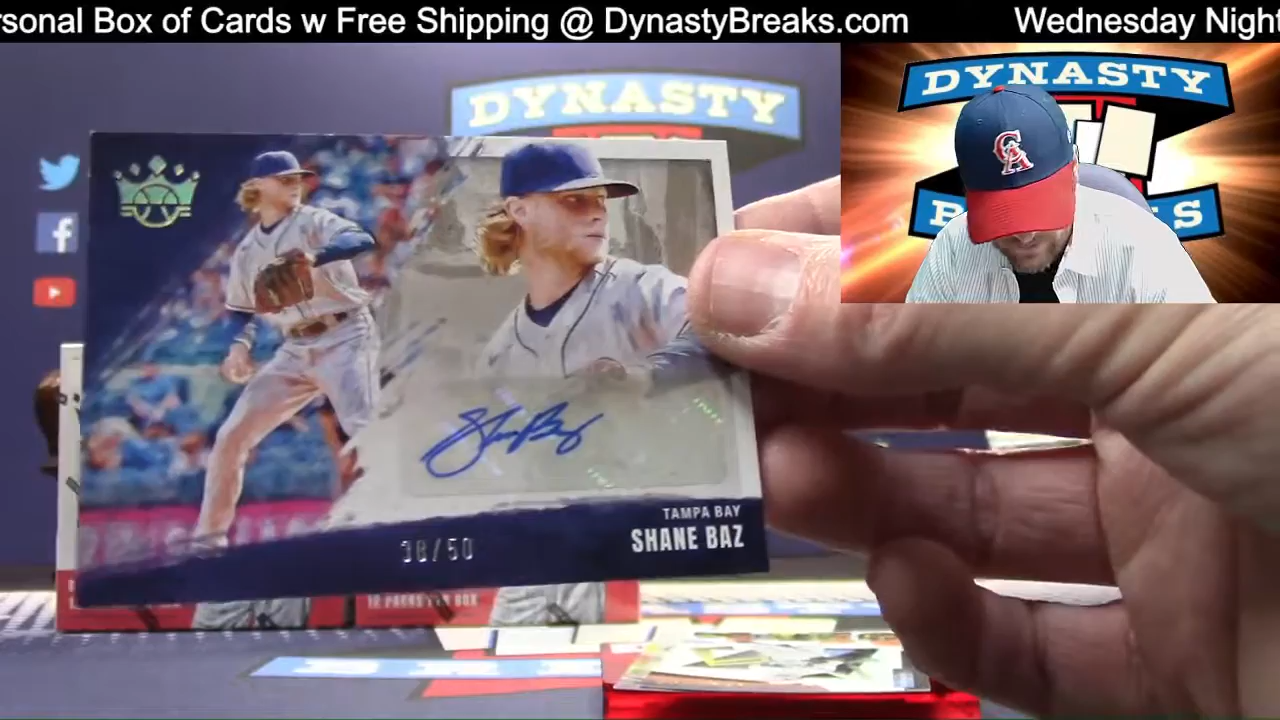 rsonal Box of Cards w Free Shipping @ DynastyBreaks.com Wednesday Night
DYNASTY
DYNASTY
CA
f
TAMPA BAY
SHANE BAZ
38/50
10 PACKS PER BOX